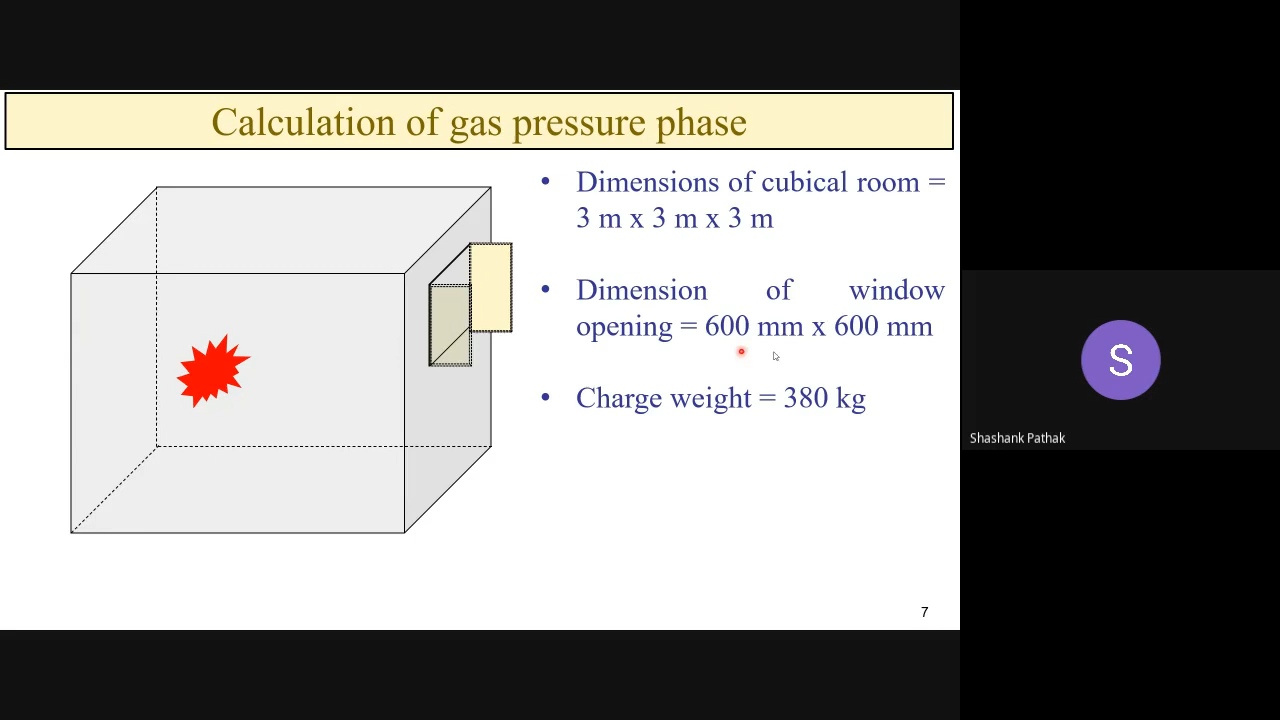 Calculation of gas pressure phase
• Dimensions of cubical room =
3 m x 3 m x 3 m
• Dimension of window
opening = 600 mm x 600 mm
• Charge weight = 380 kg
7
S
Shashank Pathak